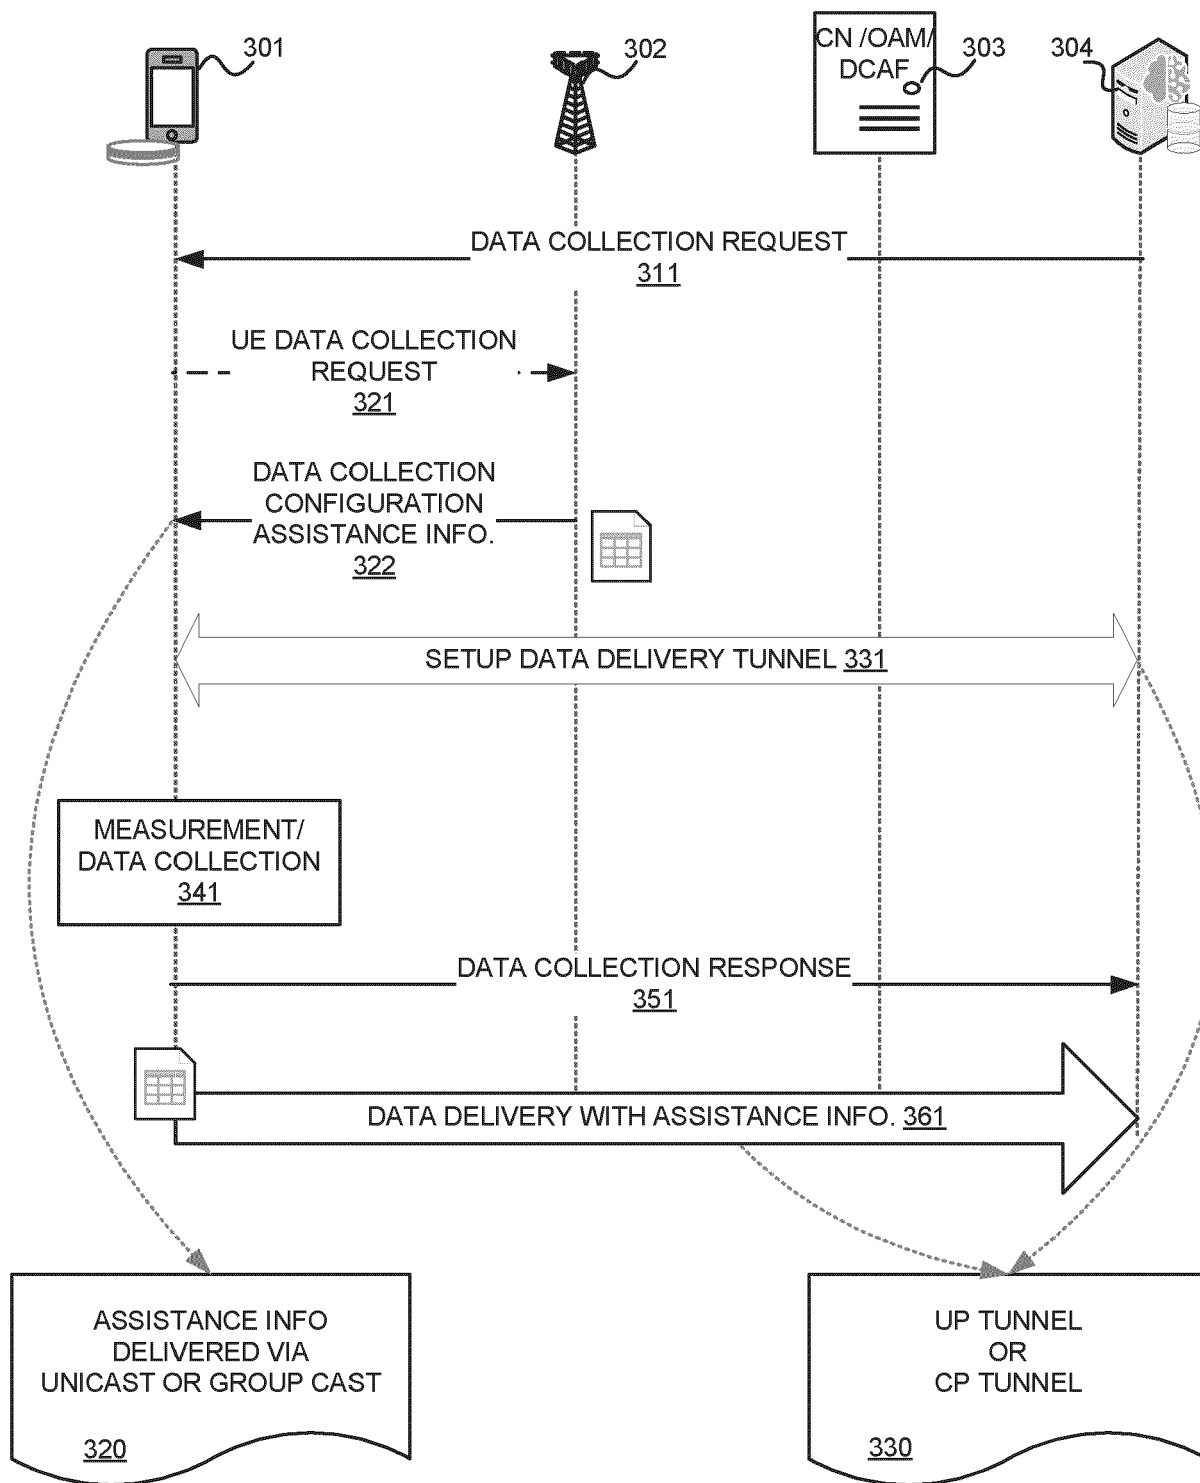 301
302
CN /OAM/
DCAF
303
304
DATA COLLECTION REQUEST
311
UE DATA COLLECTION
REQUEST
321
DATA COLLECTION
CONFIGURATION
ASSISTANCE INFO.
322
SETUP DATA DELIVERY TUNNEL 331
MEASUREMENT/
DATA COLLECTION
341
DATA COLLECTION RESPONSE
351
DATA DELIVERY WITH ASSISTANCE INFO. 361
ASSISTANCE INFO
DELIVERED VIA
UNICAST OR GROUP CAST
320
UP TUNNEL
OR
CP TUNNEL
330